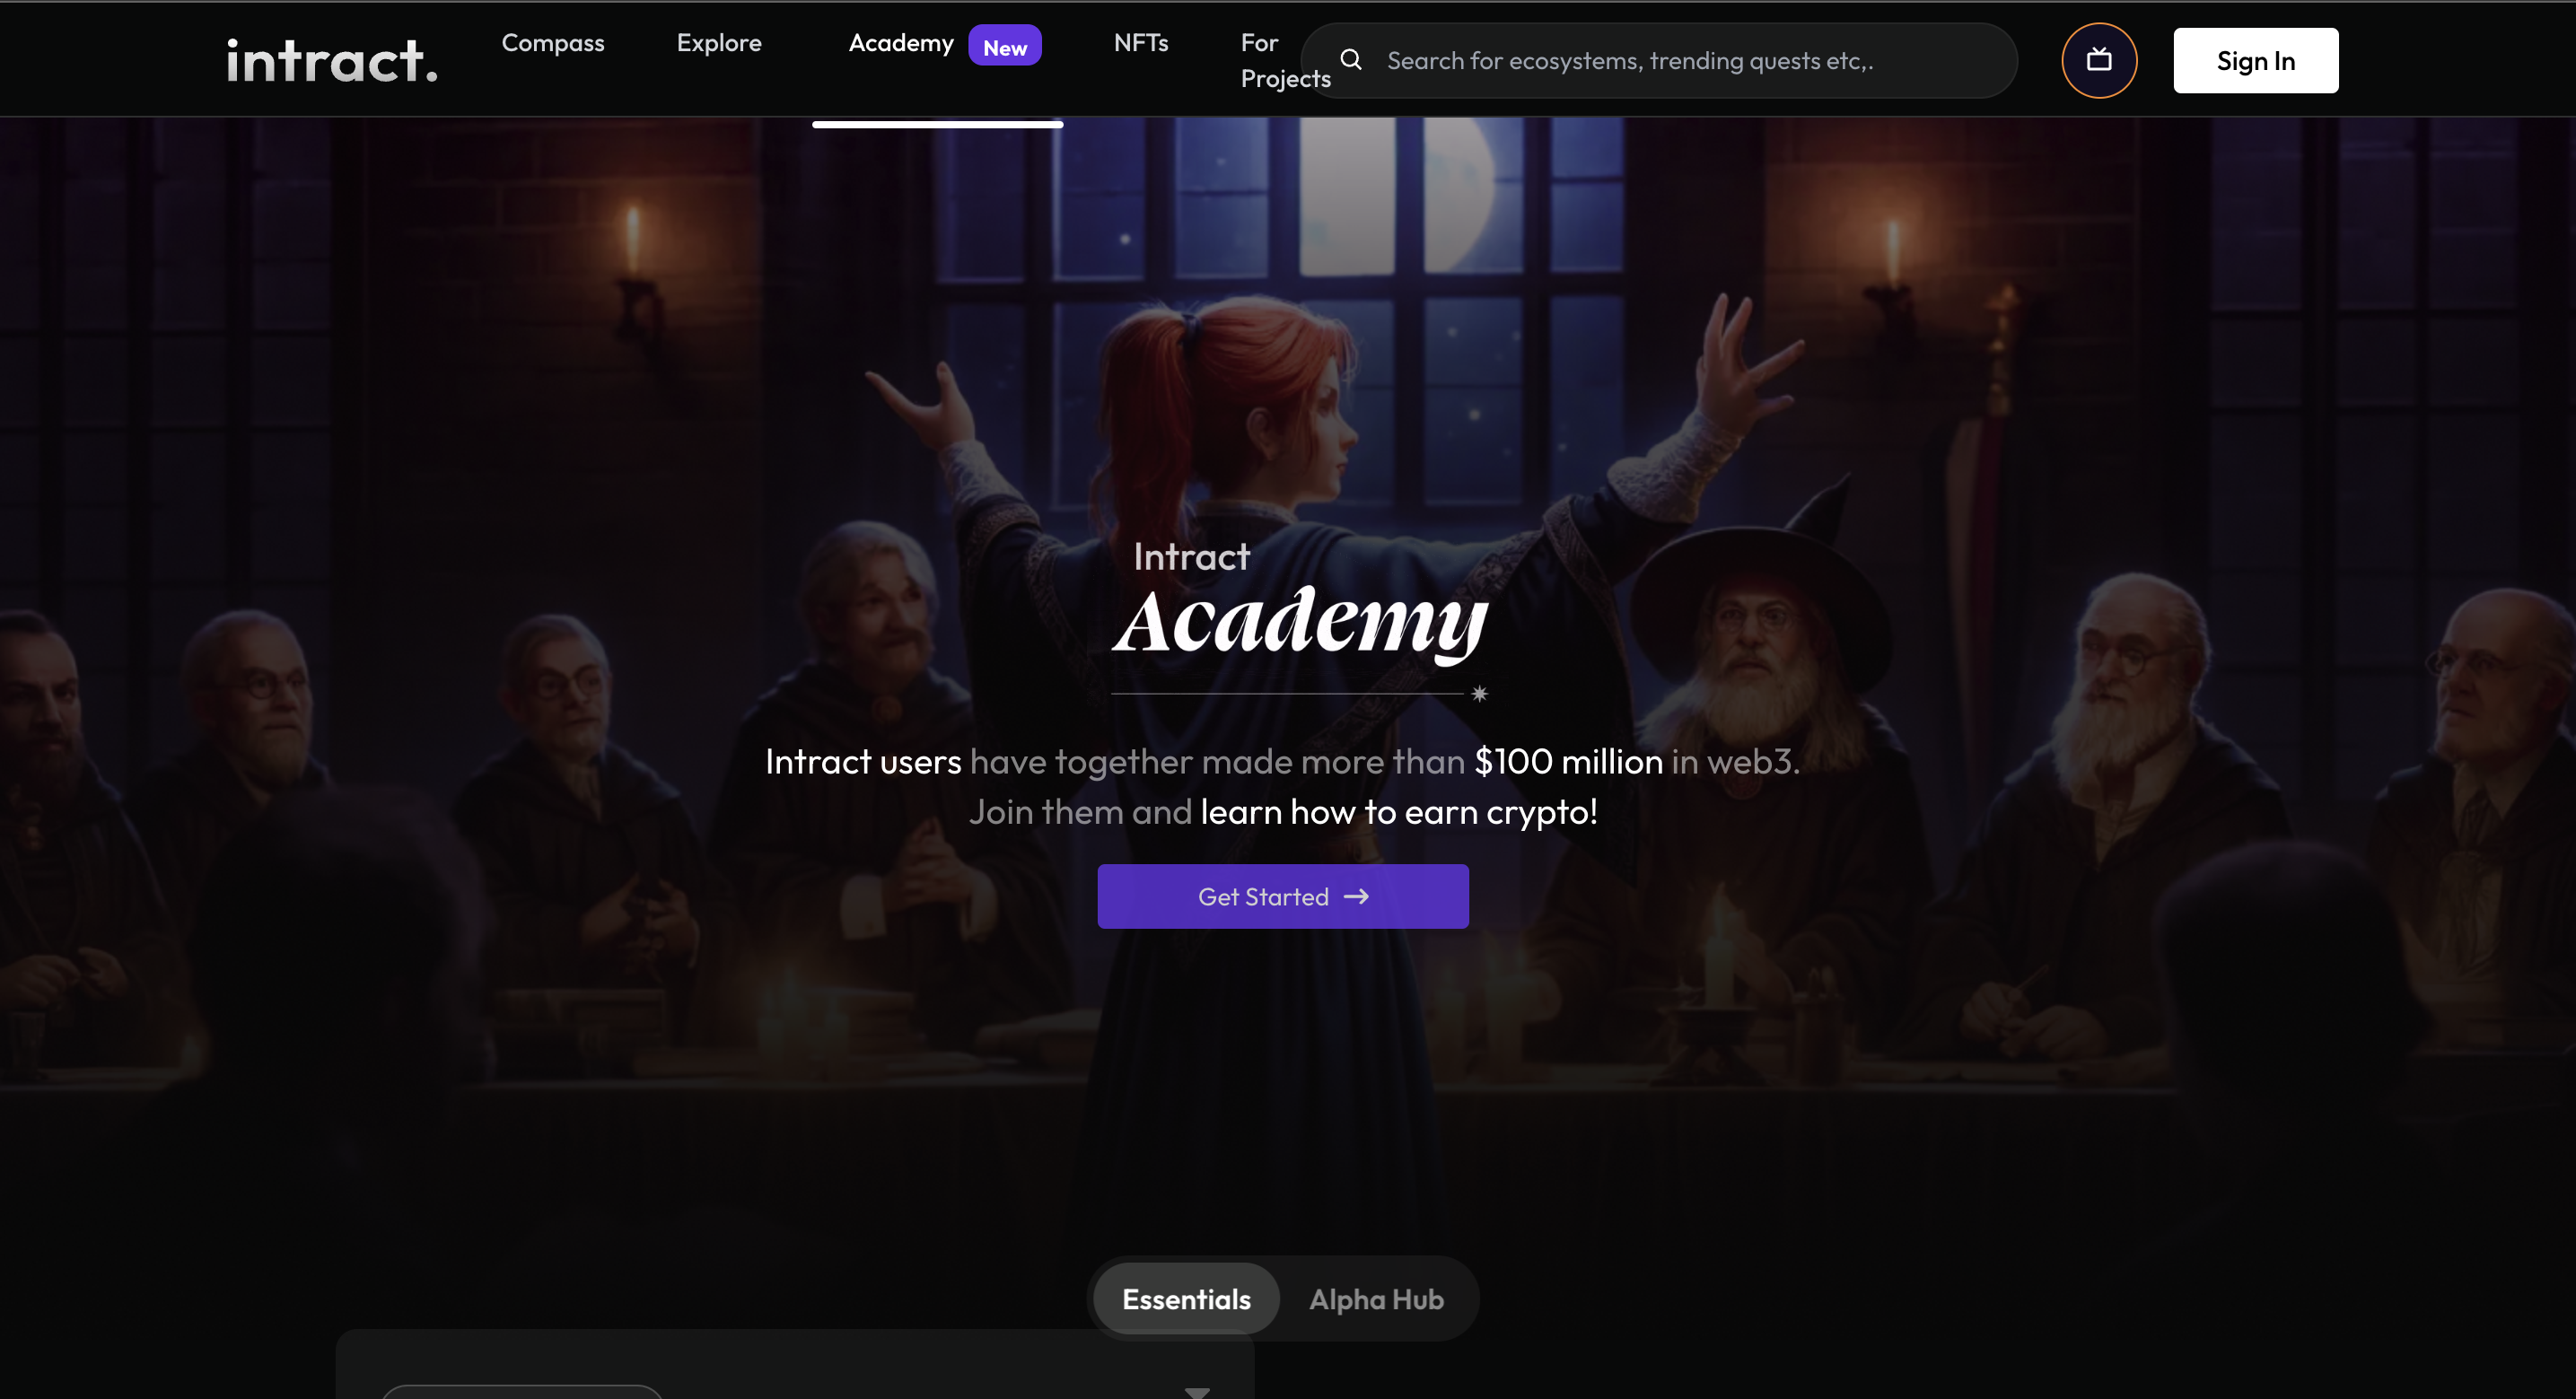 intract.
Compass
Explore
Academy New
NFTs
For
Projects
Search for ecosystems, trending quests etc,.
Sign In
Intract
Academy
Intract users have together made more than $100 million in web3.
Join them and learn how to earn crypto!
Get Started →
Essentials
Alpha Hub